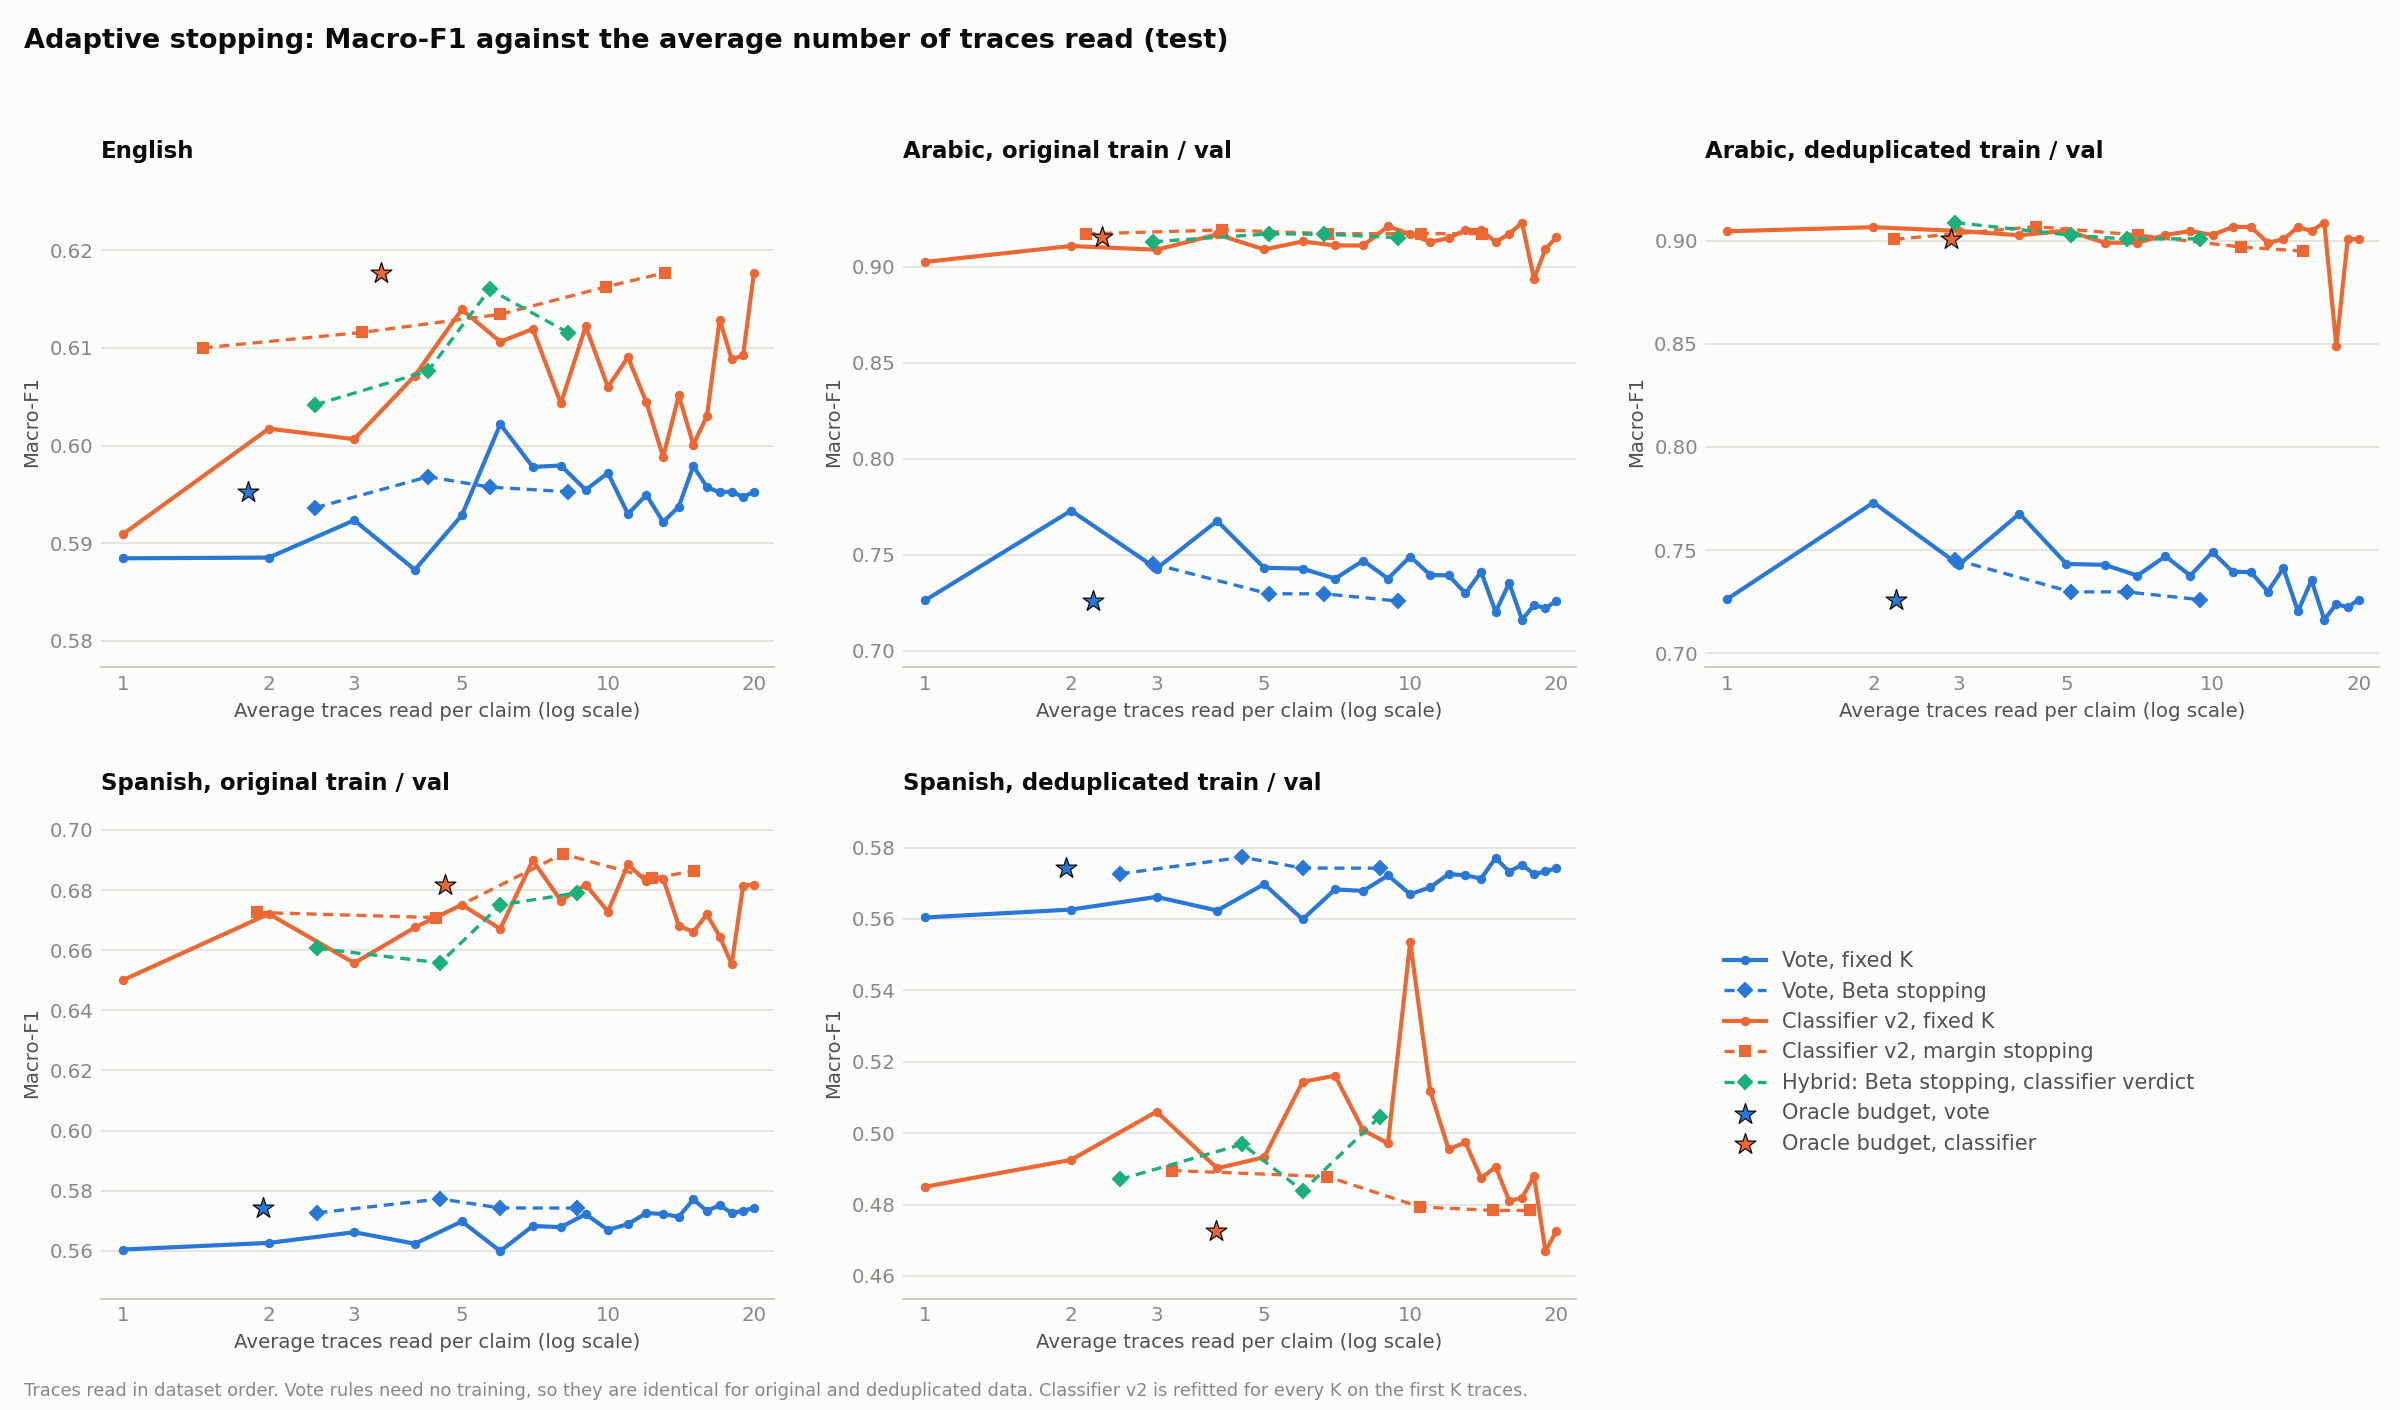 Adaptive stopping: Macro-F1 against the average number of traces read (test)
English
Arabic, original train / val
Arabic, deduplicated train / val
Macro-F1
0.62
0.61
0.60
0.59
0.58
1 2 3 5 10 20
Average traces read per claim (log scale)
Macro-F1
0.90
0.85
0.80
0.75
0.70
1 2 3 5 10 20
Average traces read per claim (log scale)
Macro-F1
0.90
0.85
0.80
0.75
0.70
1 2 3 5 10 20
Average traces read per claim (log scale)
Spanish, original train / val
Spanish, deduplicated train / val
Macro-F1
0.70
0.68
0.66
0.64
0.62
0.60
0.58
0.56
1 2 3 5 10 20
Average traces read per claim (log scale)
Macro-F1
0.58
0.56
0.54
0.52
0.50
0.48
0.46
1 2 3 5 10 20
Average traces read per claim (log scale)
Vote, fixed K
Vote, Beta stopping
Classifier v2, fixed K
Classifier v2, margin stopping
Hybrid: Beta stopping, classifier verdict
Oracle budget, vote
Oracle budget, classifier
Traces read in dataset order. Vote rules need no training, so they are identical for original and deduplicated data. Classifier v2 is refitted for every K on the first K traces.